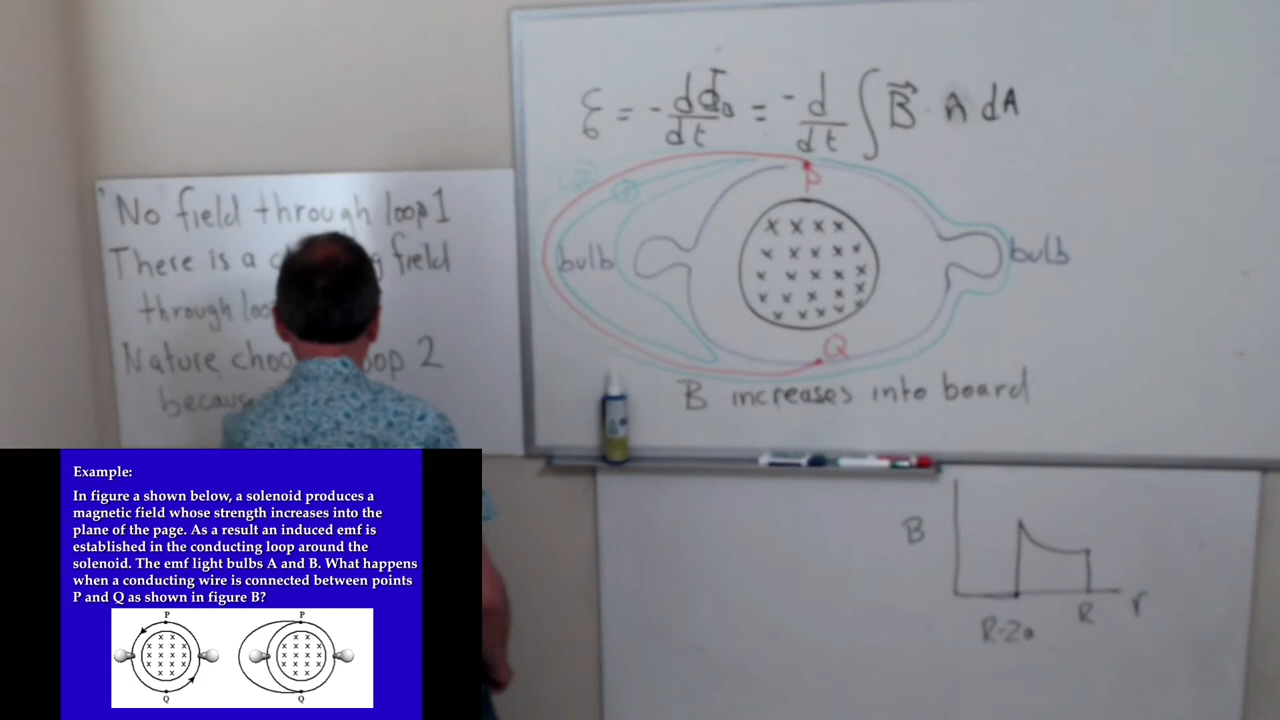 ℰ = - dΦ_B/dt = - d/dt ∫ B⃗ · n̂ dA
No field through loop 1
There is a field
through
Nature loop 2
P
bulb
bulb
x x x x
x x x x
x x x x x
x x x x x
x x x x
Q
B increases into board
B
R-2a
R
r
Example:
In figure a shown below, a solenoid produces a
magnetic field whose strength increases into the
plane of the page. As a result an induced emf is
established in the conducting loop around the
solenoid. The emf light bulbs A and B. What happens
when a conducting wire is connected between points
P and Q as shown in figure B?
P P
x x x x
x x x x x x x x
x x x x x x x x
x x x x
x x x x
Q Q